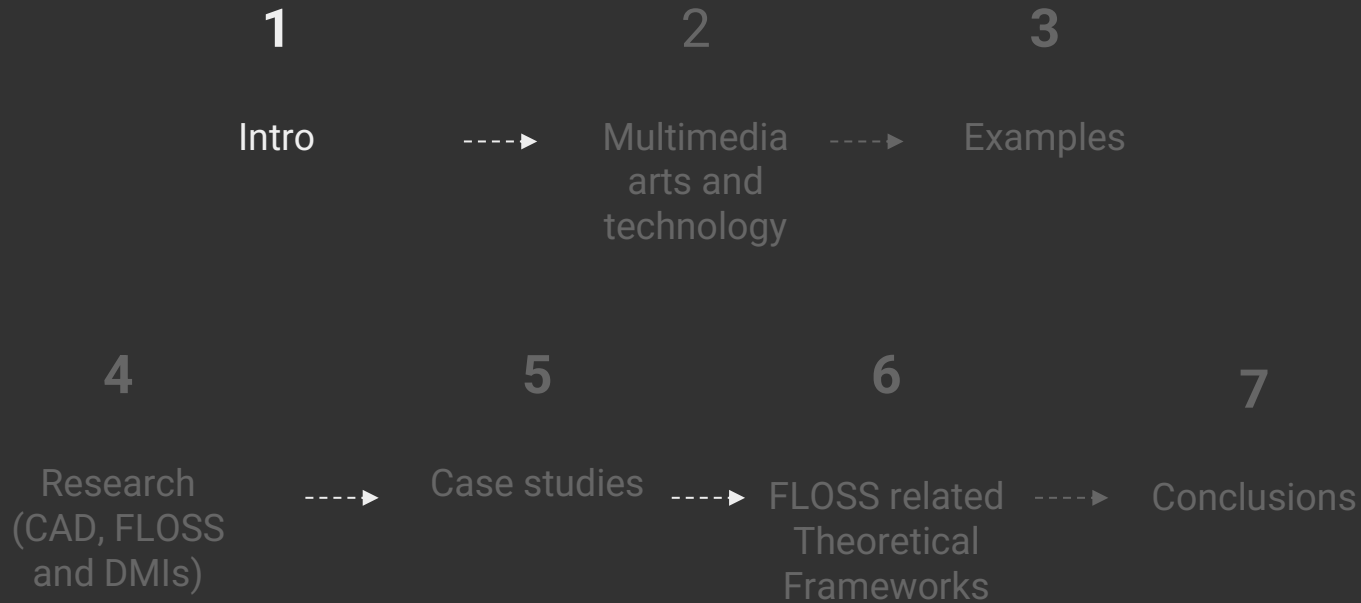 1
2
3
Intro
Multimedia
arts and
technology
Examples
4
5
6
7
Research
(CAD, FLOSS
and DMIs)
Case studies
FLOSS related
Theoretical
Frameworks
Conclusions